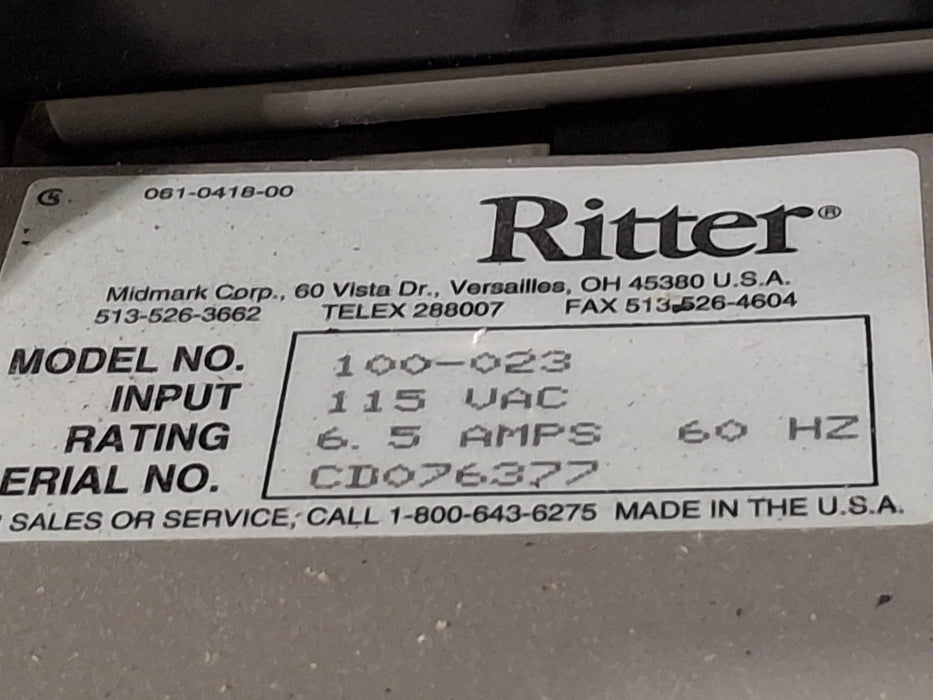 061-0418-00
Ritter®
Midmark Corp., 60 Vista Dr., Versailles, OH 45380 U.S.A.
513-526-3662 TELEX 288007 FAX 513-526-4604
MODEL NO. 100-023
INPUT 115 VAC
RATING 6.5 AMPS 60 HZ
ERIAL NO. CD076377
SALES OR SERVICE, CALL 1-800-643-6275 MADE IN THE U.S.A.